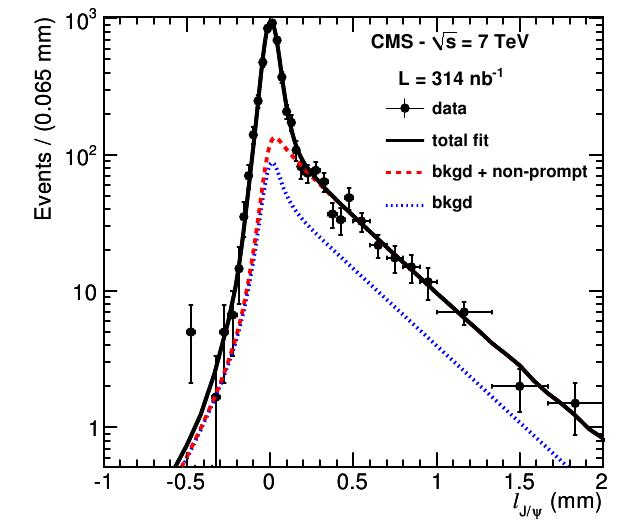 CMS - √s = 7 TeV
L = 314 nb⁻¹
data
total fit
bkgd + non-prompt
bkgd
Events / (0.065 mm)
10³
10²
10
1
-1 -0.5 0 0.5 1 1.5 2
l_J/ψ (mm)